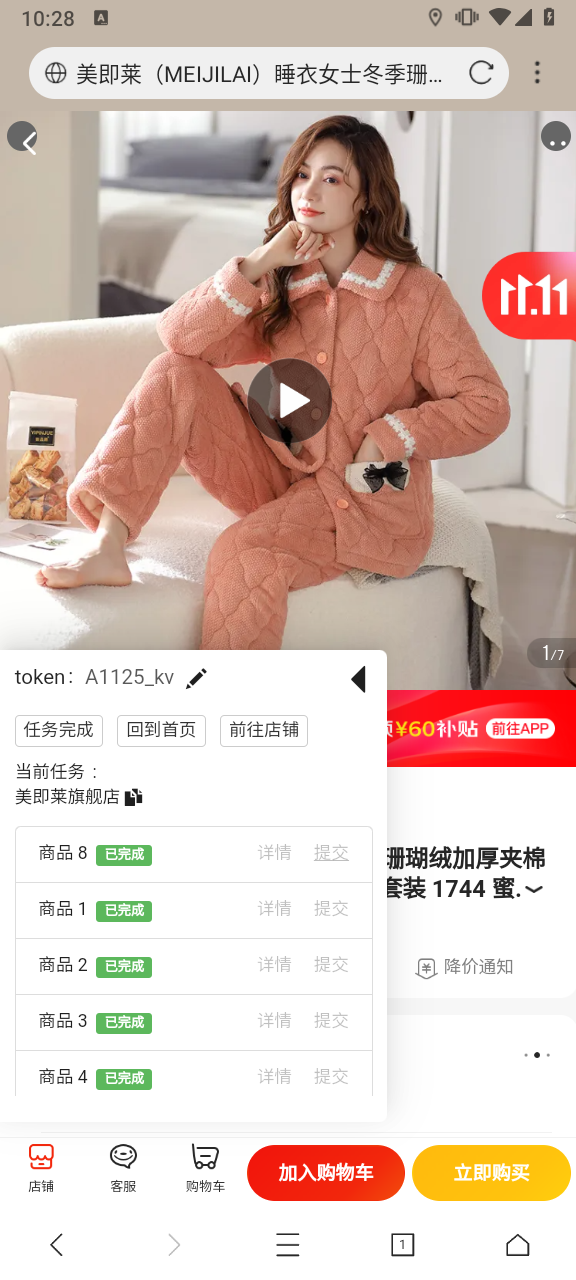 10:28
A
美即莱（MEIJILAI）睡衣女士冬季珊...
11.11
1/7
token： A1125_kv
¥60补贴 前往APP
任务完成 回到首页 前往店铺
当前任务：
美即莱旗舰店
商品 8 已完成 详情 提交
珊瑚绒加厚夹棉
套装 1744 蜜.
商品 1 已完成 详情 提交
商品 2 已完成 详情 提交
降价通知
商品 3 已完成 详情 提交
商品 4 已完成 详情 提交
店铺 客服 购物车 加入购物车 立即购买
1